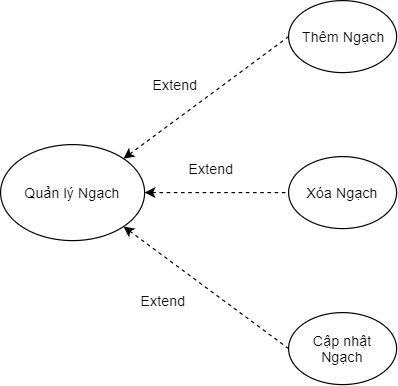 Thêm Ngạch
Extend
Extend
Quản lý Ngạch
Xóa Ngạch
Extend
Cập nhật
Ngạch